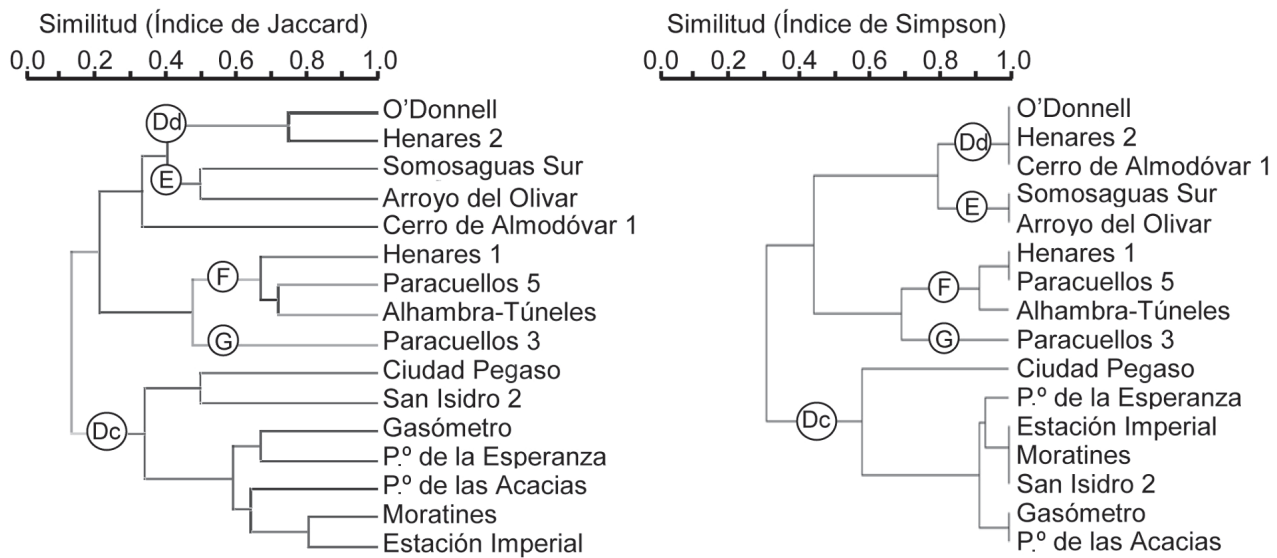 Similitud (Índice de Jaccard)
0.0 0.2 0.4 0.6 0.8 1.0
O'Donnell
Dd
Henares 2
Somosaguas Sur
E
Arroyo del Olivar
Cerro de Almodóvar 1
Henares 1
F
Paracuellos 5
Alhambra-Túneles
G
Paracuellos 3
Ciudad Pegaso
San Isidro 2
Dc
Gasómetro
P.º de la Esperanza
P.º de las Acacias
Moratines
Estación Imperial
Similitud (Índice de Simpson)
0.0 0.2 0.4 0.6 0.8 1.0
O'Donnell
Dd
Henares 2
Cerro de Almodóvar 1
Somosaguas Sur
E
Arroyo del Olivar
Henares 1
F
Paracuellos 5
Alhambra-Túneles
G
Paracuellos 3
Ciudad Pegaso
P.º de la Esperanza
Dc
Estación Imperial
Moratines
San Isidro 2
Gasómetro
P.º de las Acacias